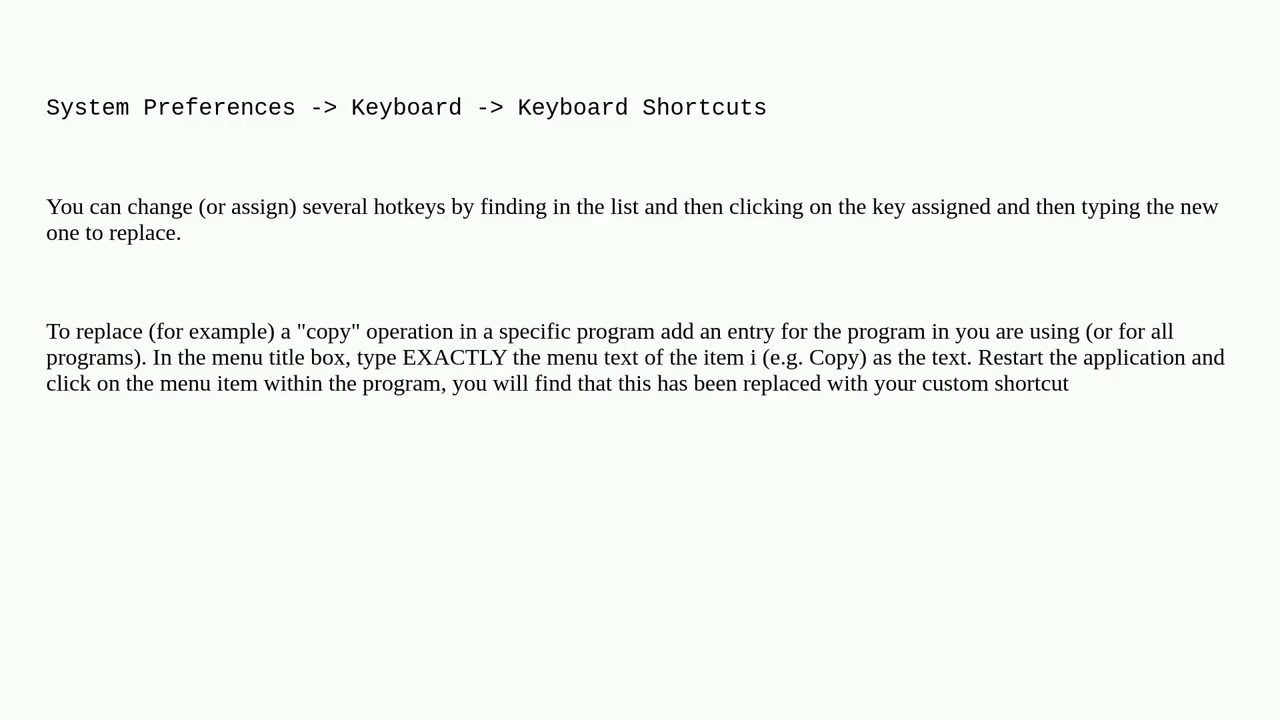 System Preferences -> Keyboard -> Keyboard Shortcuts
You can change (or assign) several hotkeys by finding in the list and then clicking on the key assigned and then typing the new
one to replace.
To replace (for example) a "copy" operation in a specific program add an entry for the program in you are using (or for all
programs). In the menu title box, type EXACTLY the menu text of the item i (e.g. Copy) as the text. Restart the application and
click on the menu item within the program, you will find that this has been replaced with your custom shortcut